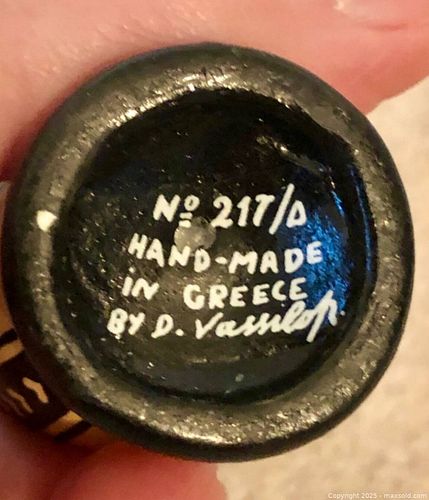 Nº 217/D
HAND-MADE
iN GREECE
BY D. Vassilop.
Copyright 2025 - maxsold.com